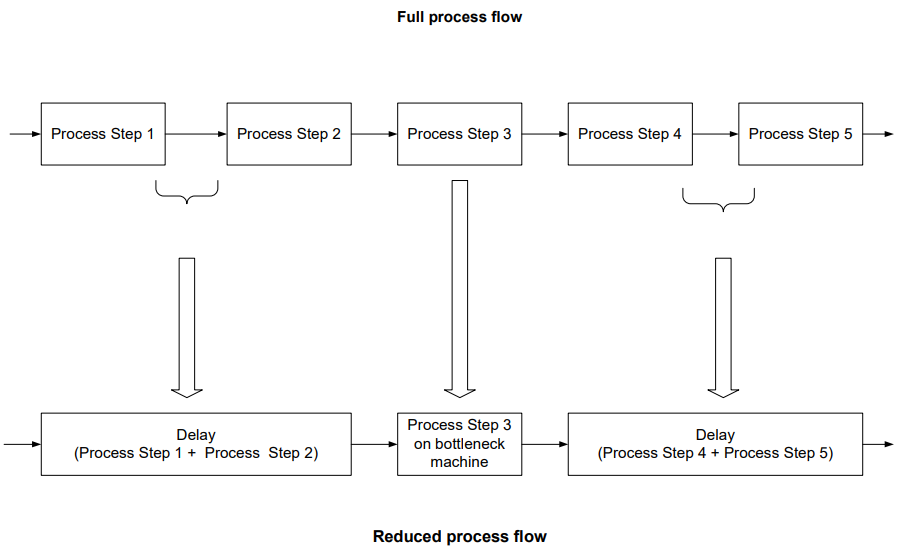 Full process flow
Process Step 1
Process Step 2
Process Step 3
Process Step 4
Process Step 5
Delay
(Process Step 1 + Process Step 2)
Process Step 3
on bottleneck
machine
Delay
(Process Step 4 + Process Step 5)
Reduced process flow